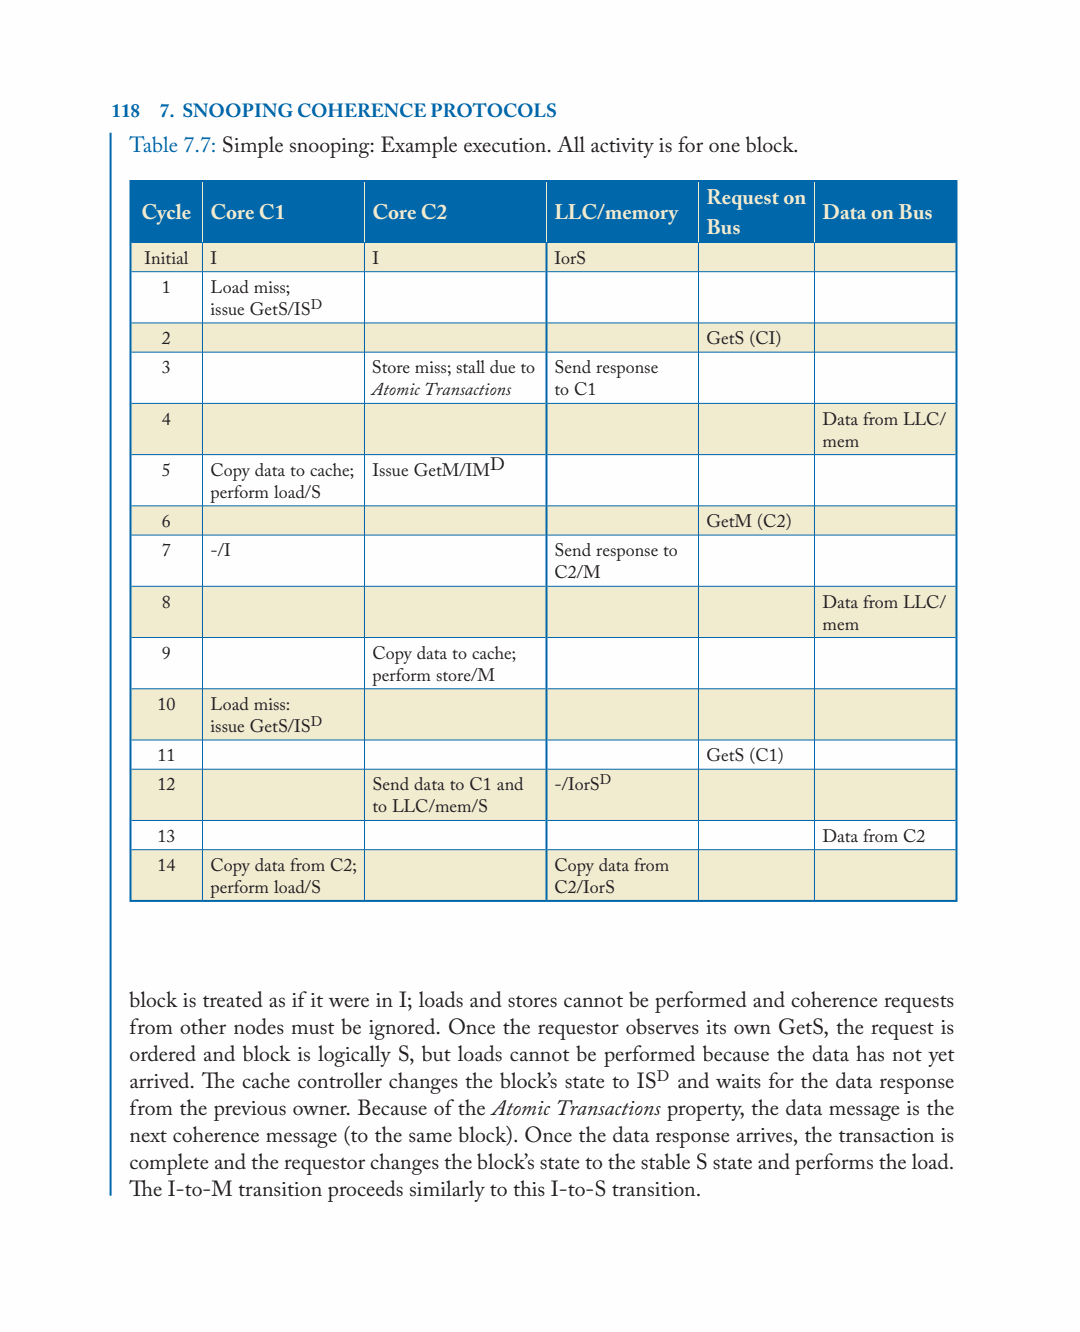 118 7. SNOOPING COHERENCE PROTOCOLS
Table 7.7: Simple snooping: Example execution. All activity is for one block.
Cycle Core C1 Core C2 LLC/memory Request on Bus Data on Bus
Initial I I IorS
1 Load miss; issue GetS/ISD
2 GetS (CI)
3 Store miss; stall due to Atomic Transactions Send response to C1
4 Data from LLC/mem
5 Copy data to cache; perform load/S Issue GetM/IMD
6 GetM (C2)
7 -/I Send response to C2/M
8 Data from LLC/mem
9 Copy data to cache; perform store/M
10 Load miss: issue GetS/ISD
11 GetS (C1)
12 Send data to C1 and to LLC/mem/S -/IorSD
13 Data from C2
14 Copy data from C2; perform load/S Copy data from C2/IorS
block is treated as if it were in I; loads and stores cannot be performed and coherence requests
from other nodes must be ignored. Once the requestor observes its own GetS, the request is
ordered and block is logically S, but loads cannot be performed because the data has not yet
arrived. The cache controller changes the block's state to ISD and waits for the data response
from the previous owner. Because of the Atomic Transactions property, the data message is the
next coherence message (to the same block). Once the data response arrives, the transaction is
complete and the requestor changes the block's state to the stable S state and performs the load.
The I-to-M transition proceeds similarly to this I-to-S transition.